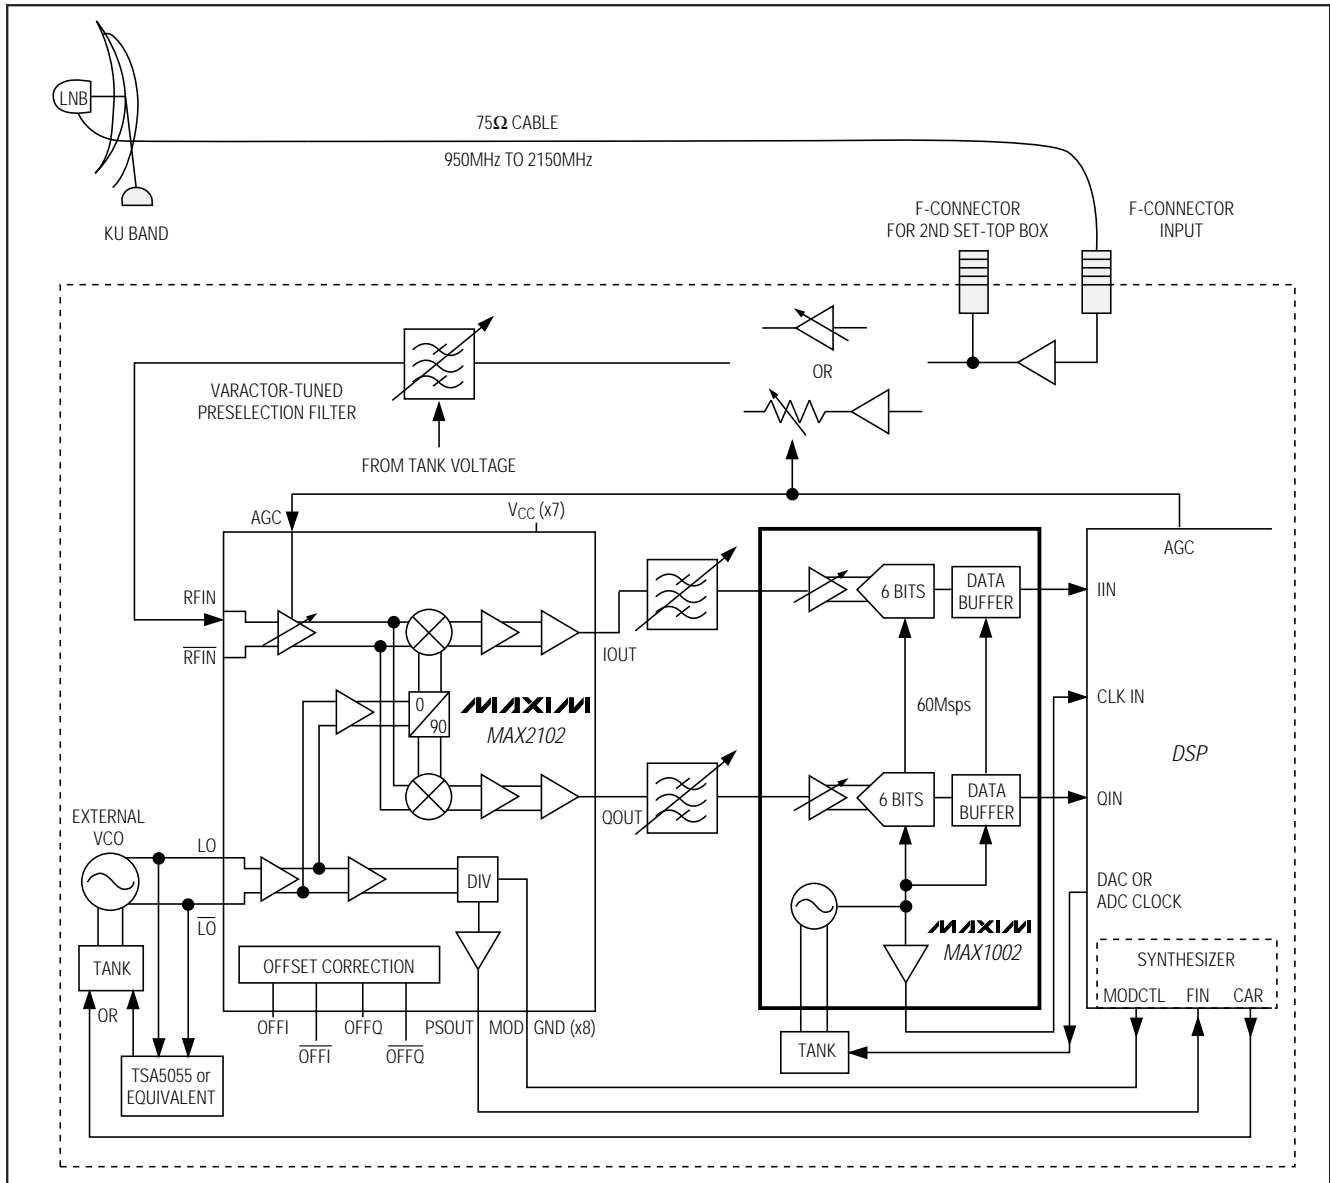 LNB
75Ω CABLE
950MHz TO 2150MHz
KU BAND
F-CONNECTOR
FOR 2ND SET-TOP BOX
F-CONNECTOR
INPUT
OR
VARACTOR-TUNED
PRESELECTION FILTER
FROM TANK VOLTAGE
AGC
VCC (x7)
AGC
RFIN
RFIN
IOUT
6 BITS
DATA
BUFFER
IIN
0
90
MAXIM
MAX2102
60Msps
CLK IN
DSP
QOUT
6 BITS
DATA
BUFFER
QIN
EXTERNAL
VCO
LO
LO
DIV
TANK
OR
OFFSET CORRECTION
OFFI
OFFI
OFFQ
OFFQ
PSOUT
MOD
GND (x8)
TSA5055 or
EQUIVALENT
MAXIM
MAX1002
TANK
DAC OR
ADC CLOCK
SYNTHESIZER
MODCTL
FIN
CAR